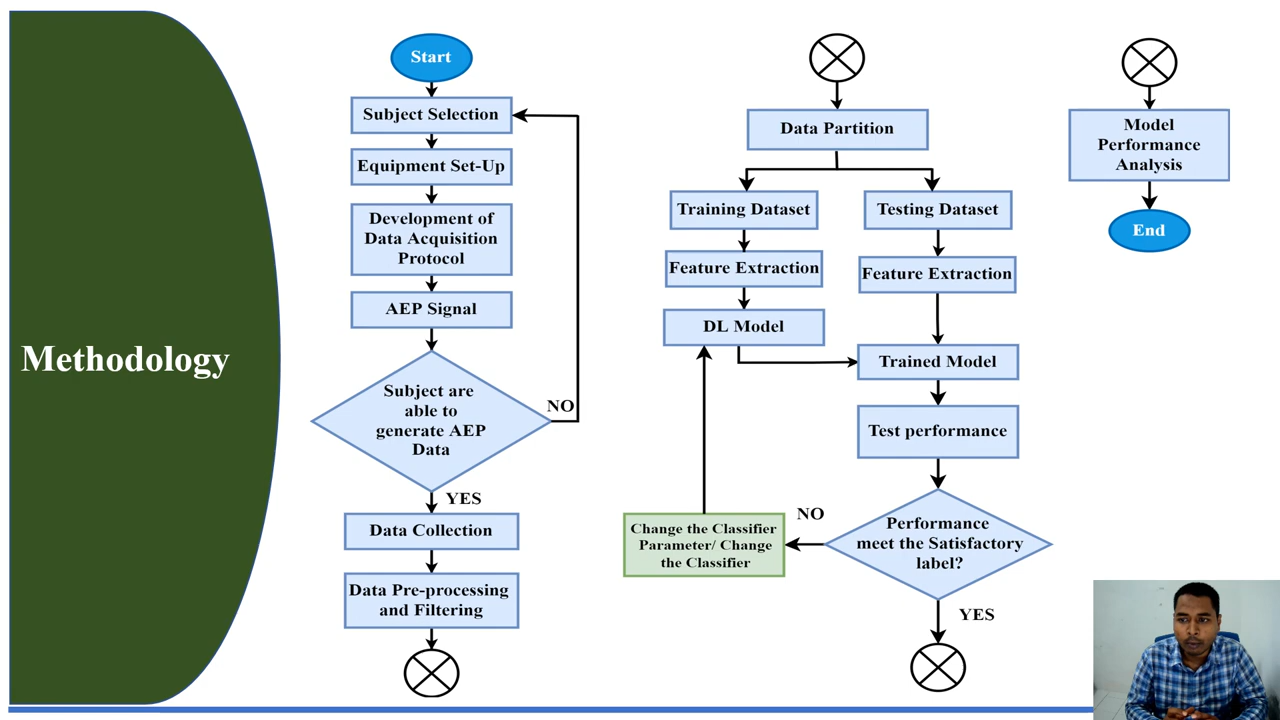 Methodology
Start
Subject Selection
Equipment Set-Up
Development of
Data Acquisition
Protocol
AEP Signal
Subject are
able to
generate AEP
Data
NO
YES
Data Collection
Data Pre-processing
and Filtering
Data Partition
Training Dataset
Testing Dataset
Feature Extraction
Feature Extraction
DL Model
Trained Model
Test performance
Performance
meet the Satisfactory
label?
NO
Change the Classifier
Parameter/ Change
the Classifier
YES
Model
Performance
Analysis
End